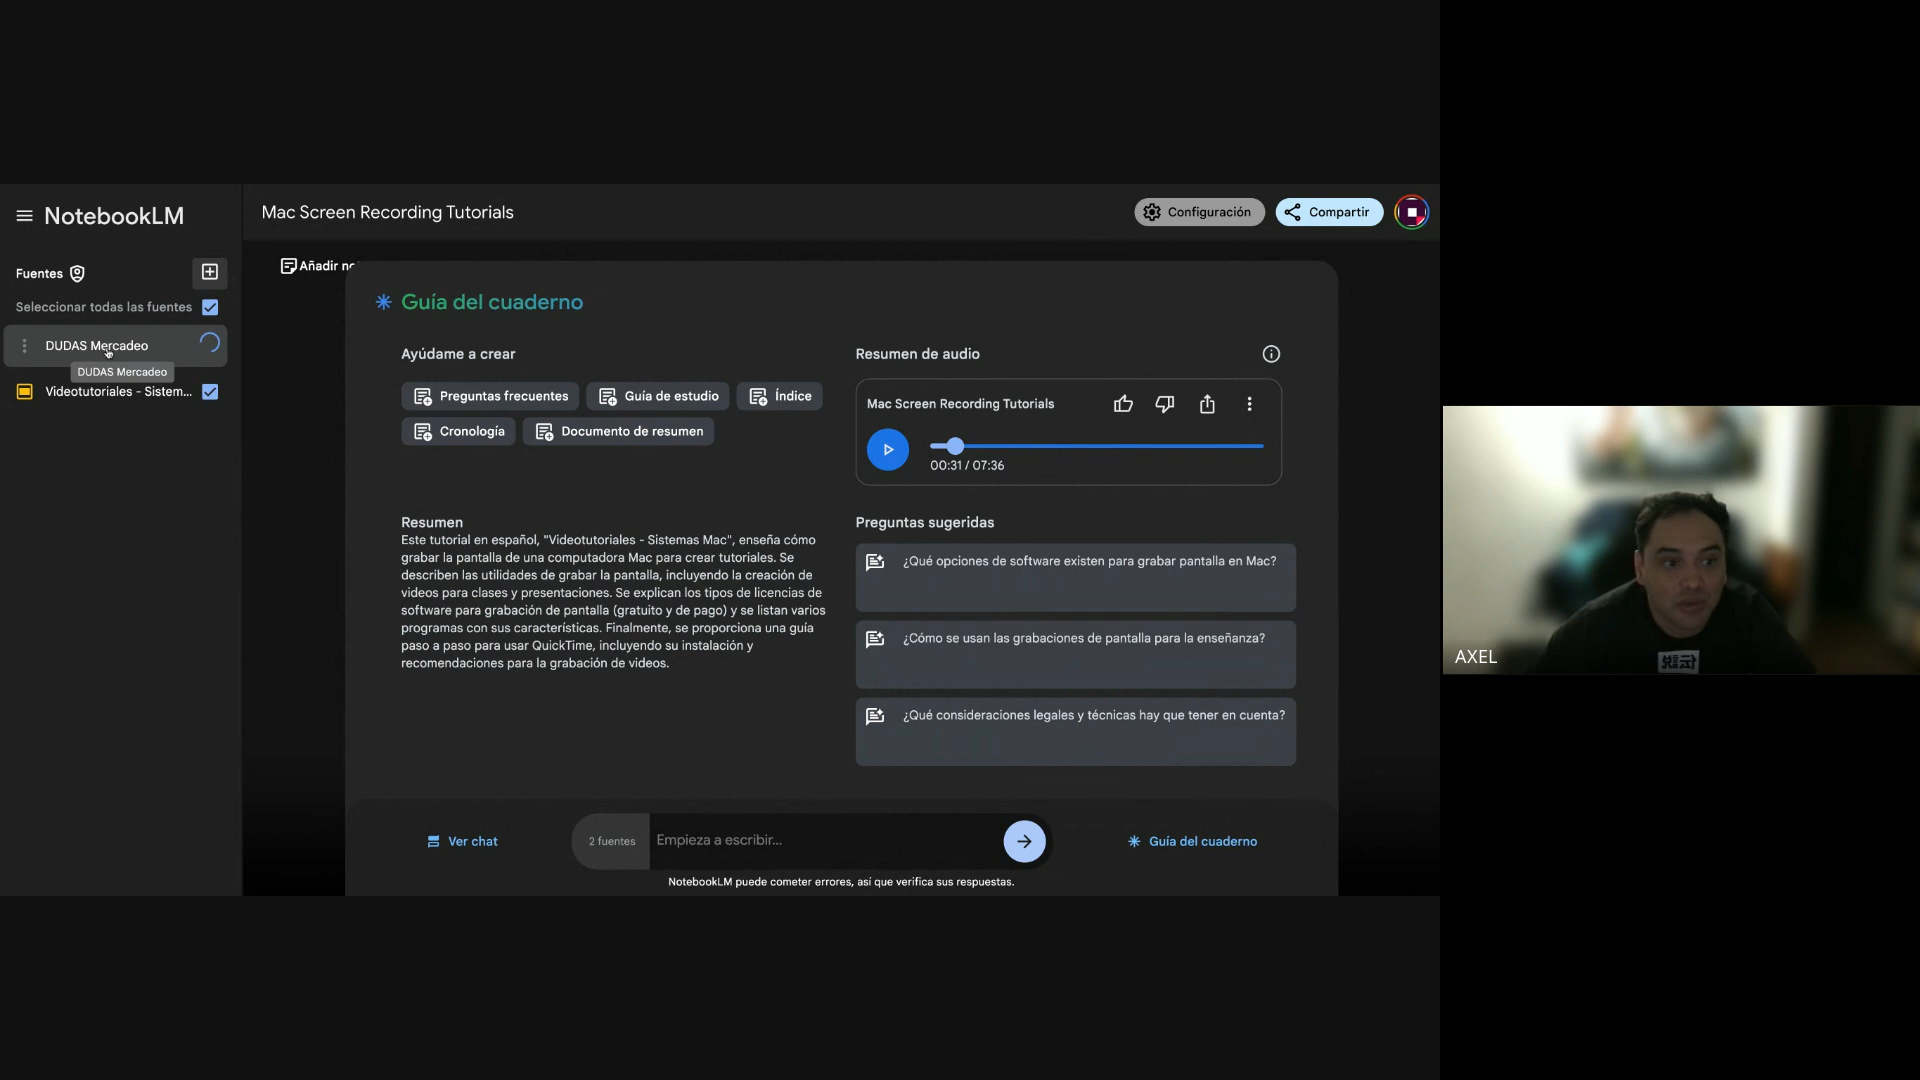 NotebookLM
Mac Screen Recording Tutorials
Configuración
Compartir
Fuentes
Seleccionar todas las fuentes
DUDAS Mercadeo
DUDAS Mercadeo
Videotutoriales - Sistem...
Añadir no
Guía del cuaderno
Ayúdame a crear
Preguntas frecuentes
Guía de estudio
Índice
Cronología
Documento de resumen
Resumen de audio
Mac Screen Recording Tutorials
00:31 / 07:36
Resumen
Este tutorial en español, "Videotutoriales - Sistemas Mac", enseña cómo
grabar la pantalla de una computadora Mac para crear tutoriales. Se
describen las utilidades de grabar la pantalla, incluyendo la creación de
videos para clases y presentaciones. Se explican los tipos de licencias de
software para grabación de pantalla (gratuito y de pago) y se listan varios
programas con sus características. Finalmente, se proporciona una guía
paso a paso para usar QuickTime, incluyendo su instalación y
recomendaciones para la grabación de videos.
Preguntas sugeridas
¿Qué opciones de software existen para grabar pantalla en Mac?
¿Cómo se usan las grabaciones de pantalla para la enseñanza?
¿Qué consideraciones legales y técnicas hay que tener en cuenta?
Ver chat
2 fuentes
Empieza a escribir...
Guía del cuaderno
NotebookLM puede cometer errores, así que verifica sus respuestas.
AXEL